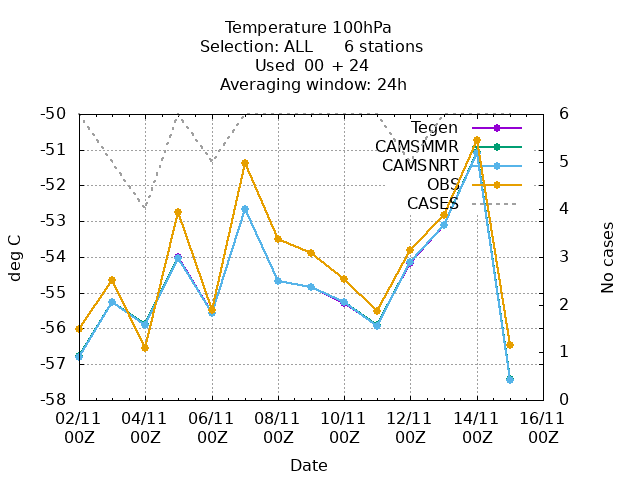 Temperature 100hPa
Selection: ALL 6 stations
Used 00 + 24
Averaging window: 24h
-50
-51
-52
-53
-54
-55
-56
-57
-58
deg C
6
5
4
3
2
1
0
No cases
Tegen
CAMSMMR
CAMSNRT
OBS
CASES
02/11 04/11 06/11 08/11 10/11 12/11 14/11 16/11
00Z 00Z 00Z 00Z 00Z 00Z 00Z 00Z
Date